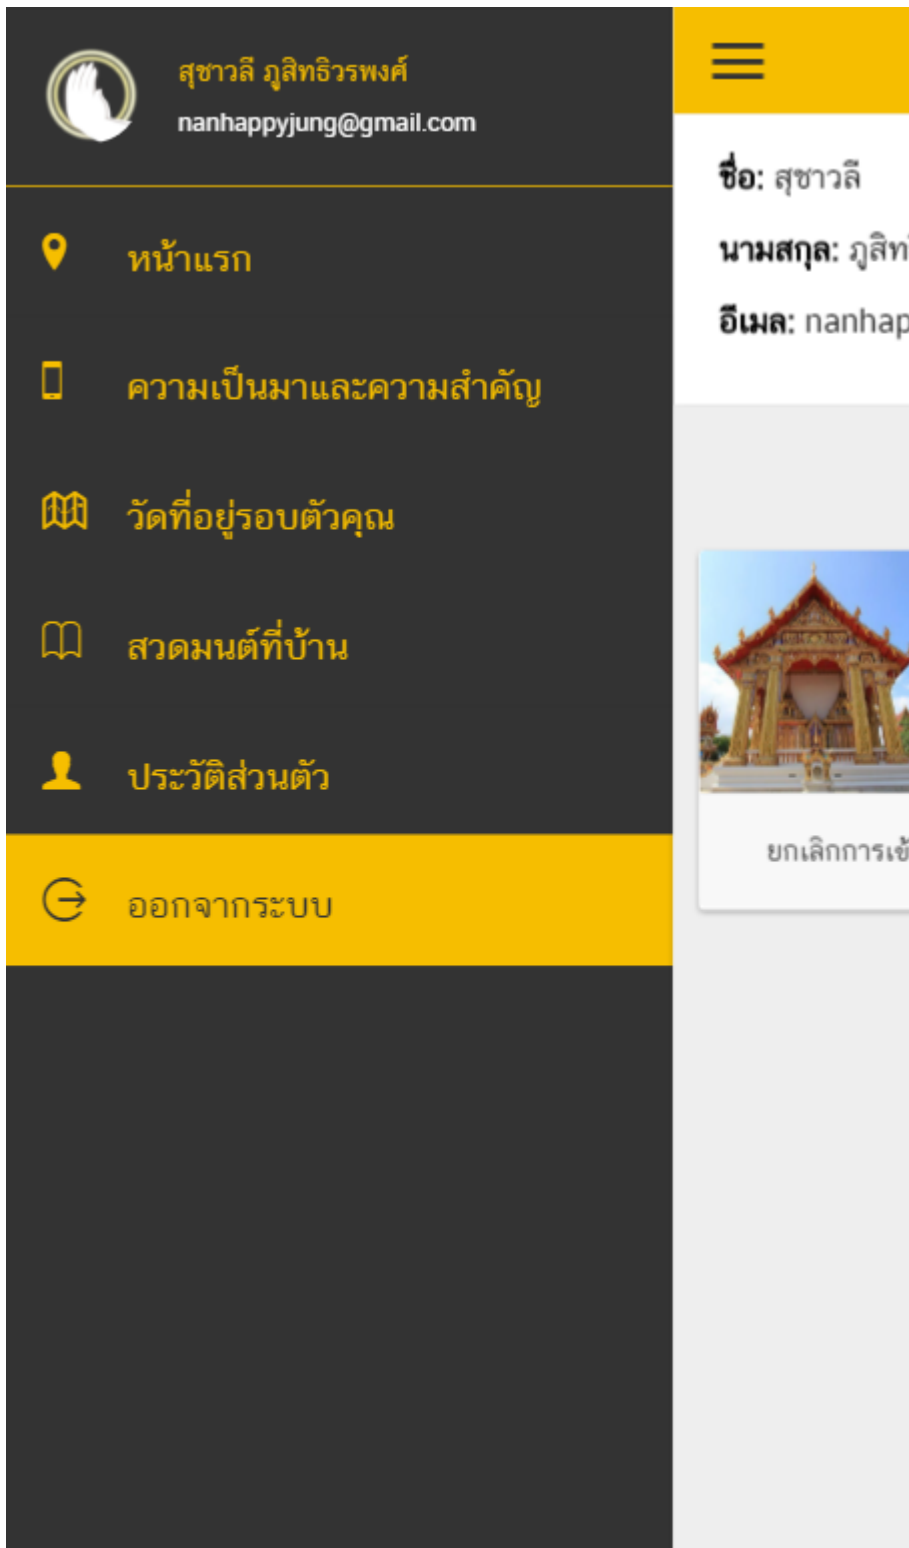 สุชาวลี ภูสิทธิวรพงศ์
nanhappyjung@gmail.com
หน้าแรก
ความเป็นมาและความสำคัญ
วัดที่อยู่รอบตัวคุณ
สวดมนต์ที่บ้าน
ประวัติส่วนตัว
ออกจากระบบ
ชื่อ: สุชาวลี
นามสกุล:
อีเมล: